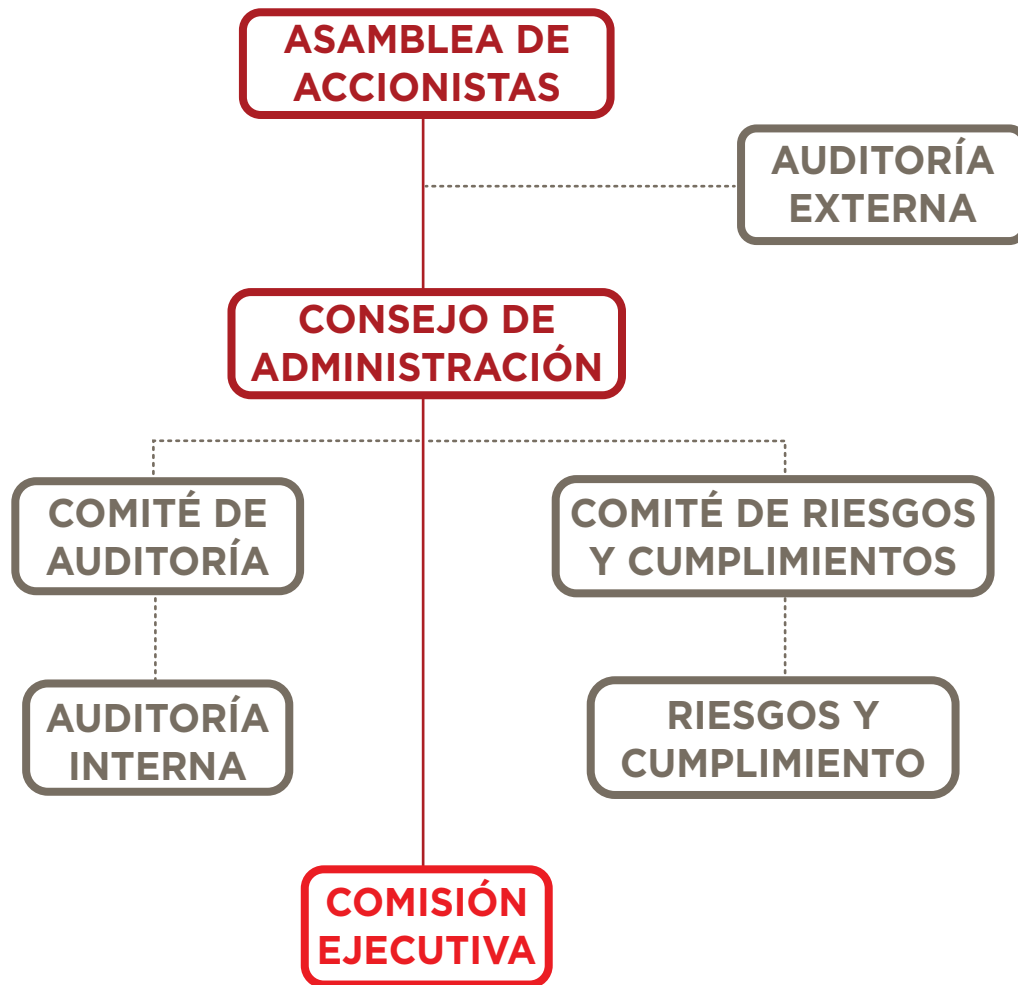 ASAMBLEA DE
ACCIONISTAS
AUDITORÍA
EXTERNA
CONSEJO DE
ADMINISTRACIÓN
COMITÉ DE
AUDITORÍA
COMITÉ DE RIESGOS
Y CUMPLIMIENTOS
AUDITORÍA
INTERNA
RIESGOS Y
CUMPLIMIENTO
COMISIÓN
EJECUTIVA